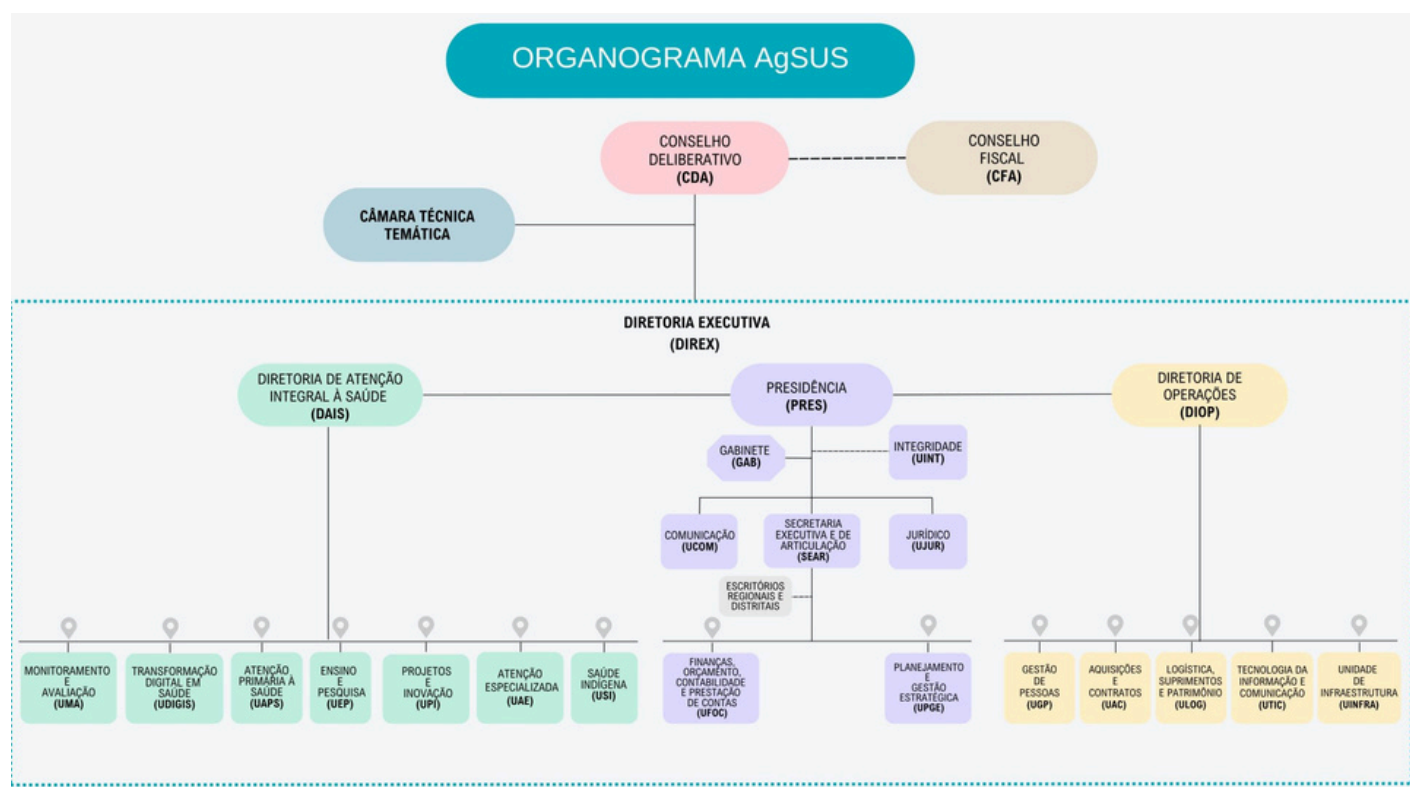 ORGANOGRAMA AgSUS
CONSELHO
DELIBERATIVO
(CDA)
CONSELHO
FISCAL
(CFA)
CÂMARA TÉCNICA
TEMÁTICA
DIRETORIA EXECUTIVA
(DIREX)
DIRETORIA DE ATENÇÃO
INTEGRAL À SAÚDE
(DAIS)
PRESIDÊNCIA
(PRES)
DIRETORIA DE
OPERAÇÕES
(DIOP)
GABINETE
(GAB)
INTEGRIDADE
(UINT)
COMUNICAÇÃO
(UCOM)
SECRETARIA
EXECUTIVA E DE
ARTICULAÇÃO
(SEAR)
JURÍDICO
(UJUR)
ESCRITÓRIOS
REGIONAIS E
DISTRITAIS
MONITORAMENTO
E
AVALIAÇÃO
(UMA)
TRANSFORMAÇÃO
DIGITAL EM
SAÚDE
(UDIGIS)
ATENÇÃO
PRIMÁRIA À
SAÚDE
(UAPS)
ENSINO
E
PESQUISA
(UEP)
PROJETOS
E
INOVAÇÃO
(UPI)
ATENÇÃO
ESPECIALIZADA
(UAE)
SAÚDE
INDÍGENA
(USI)
FINANÇAS,
ORÇAMENTO,
CONTABILIDADE
E PRESTAÇÃO
DE CONTAS
(UFOC)
PLANEJAMENTO
E
GESTÃO
ESTRATÉGICA
(UPGE)
GESTÃO
DE
PESSOAS
(UGP)
AQUISIÇÕES
E
CONTRATOS
(UAC)
LOGÍSTICA,
SUPRIMENTOS
E PATRIMÔNIO
(ULOG)
TECNOLOGIA DA
INFORMAÇÃO E
COMUNICAÇÃO
(UTIC)
UNIDADE
DE
INFRAESTRUTURA
(UINFRA)